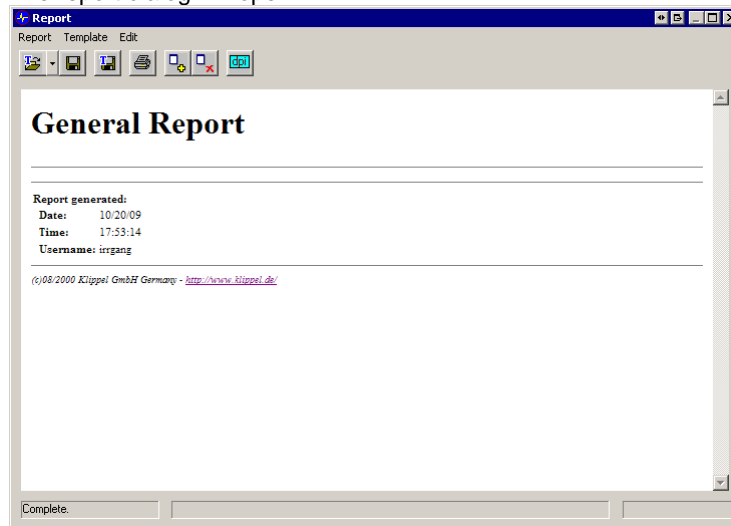 Report
Report Template Edit
dpi
General Report
Report generated:
Date: 10/20/09
Time: 17:53:14
Username: irrgang
(c)08/2000 Klippel GmbH Germany - http://www.klippel.de/
Complete.